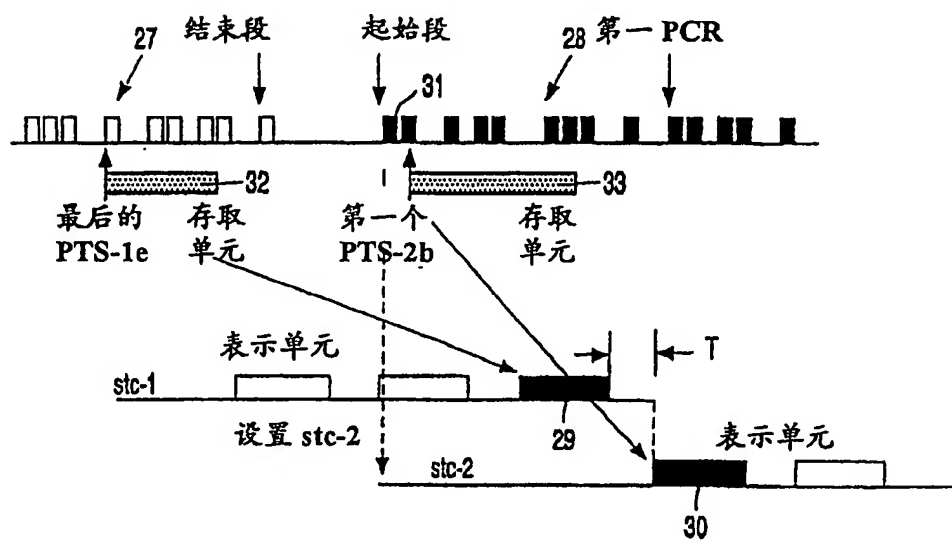 27 结束段 起始段 28 第一 PCR
31
32 33
最后的 存取 第一个 存取
PTS-1e 单元 PTS-2b 单元
表示单元 T
stc-1
设置 stc-2 29 表示单元
stc-2
30